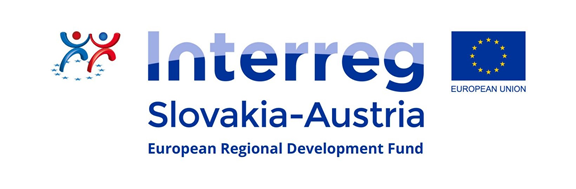 Interreg
EUROPEAN UNION
Slovakia-Austria
European Regional Development Fund